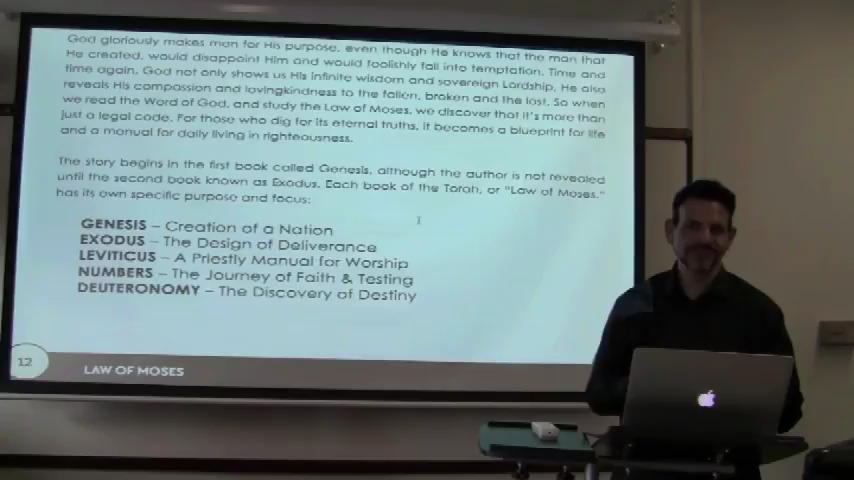 God gloriously makes man for His purpose, even though He knows that the man that
He created, would disappoint Him and would foolishly fall into temptation. Time and
time again, God not only shows us His infinite wisdom and sovereign Lordship, He also
reveals His compassion and lovingkindness to the fallen, broken and the lost. So when
we read the Word of God, and study the Law of Moses, we discover that it's more than
just a legal code. For those who dig for its eternal truths, it becomes a blueprint for life
and a manual for daily living in righteousness.
The story begins in the first book called Genesis, although the author is not revealed
until the second book known as Exodus. Each book of the Torah, or "Law of Moses,"
has its own specific purpose and focus:
GENESIS – Creation of a Nation
EXODUS – The Design of Deliverance
LEVITICUS – A Priestly Manual for Worship
NUMBERS – The Journey of Faith & Testing
DEUTERONOMY – The Discovery of Destiny
12 LAW OF MOSES